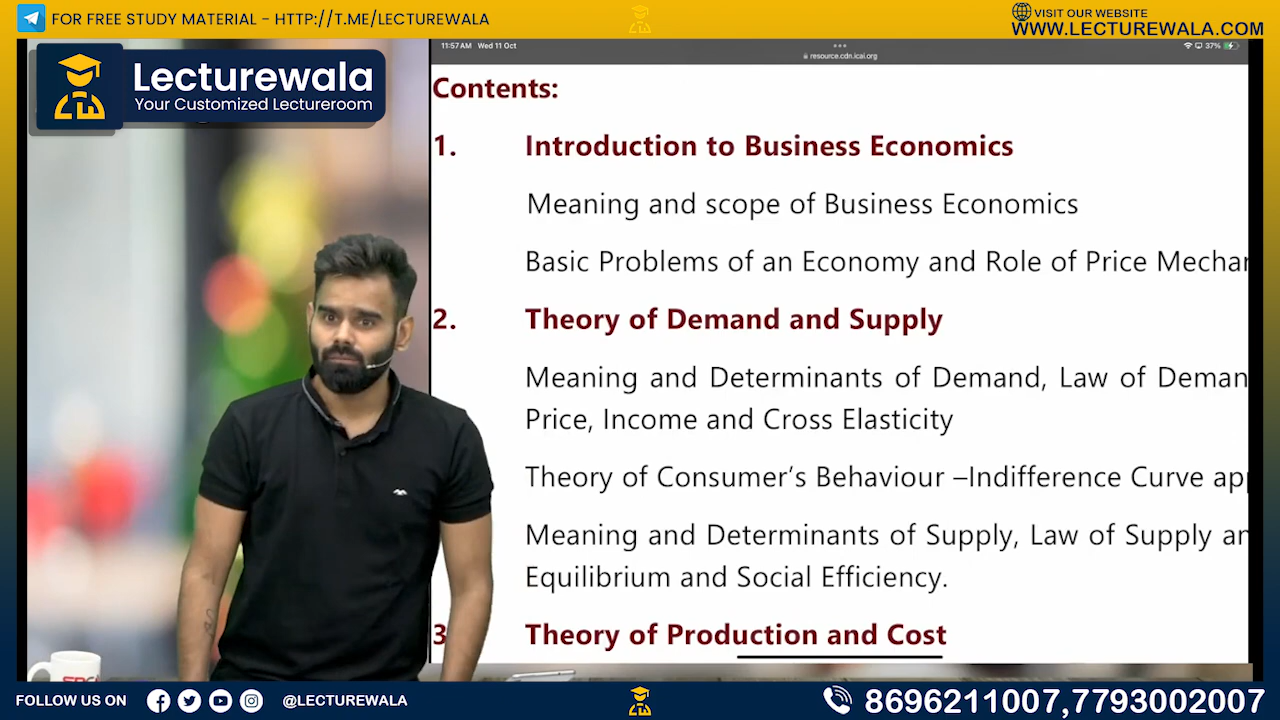 FOR FREE STUDY MATERIAL - HTTP://T.ME/LECTUREWALA
VISIT OUR WEBSITE
WWW.LECTUREWALA.COM
Lecturewala
Your Customized Lectureroom
11:57 AM Wed 11 Oct
resource.cdn.icai.org
37%
Contents:
1. Introduction to Business Economics
Meaning and scope of Business Economics
Basic Problems of an Economy and Role of Price Mechan
2. Theory of Demand and Supply
Meaning and Determinants of Demand, Law of Deman
Price, Income and Cross Elasticity
Theory of Consumer’s Behaviour –Indifference Curve app
Meaning and Determinants of Supply, Law of Supply an
Equilibrium and Social Efficiency.
3 Theory of Production and Cost
FOLLOW US ON
@LECTUREWALA
8696211007,7793002007